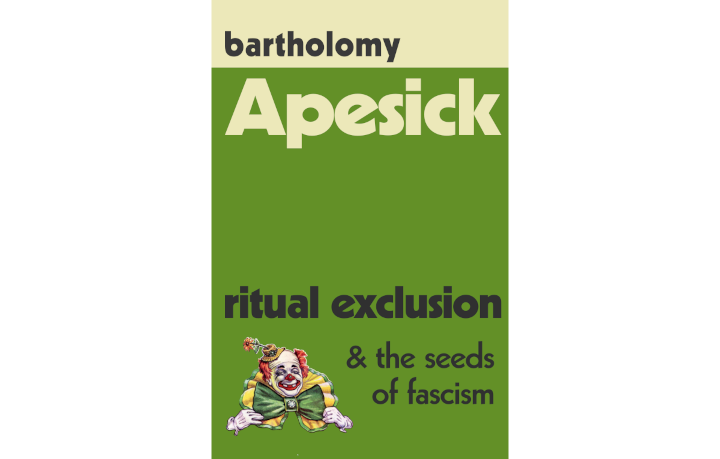 bartholomy
Apesick
ritual exclusion
& the seeds
of fascism